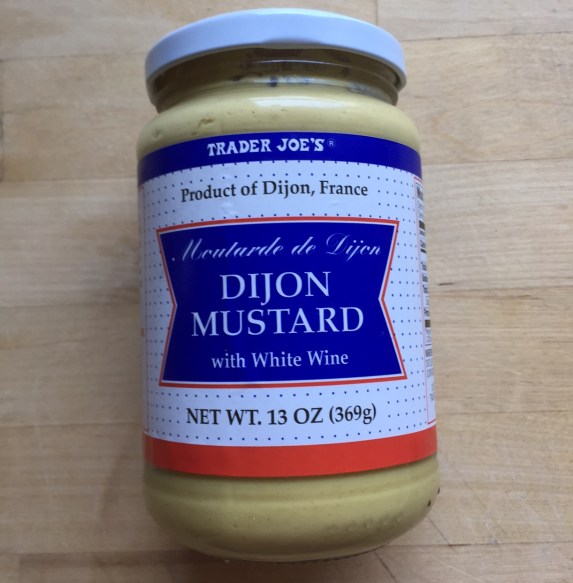 TRADER JOE'S®
Product of Dijon, France
Moutarde de Dijon
DIJON
MUSTARD
with White Wine
NET WT. 13 OZ (369g)